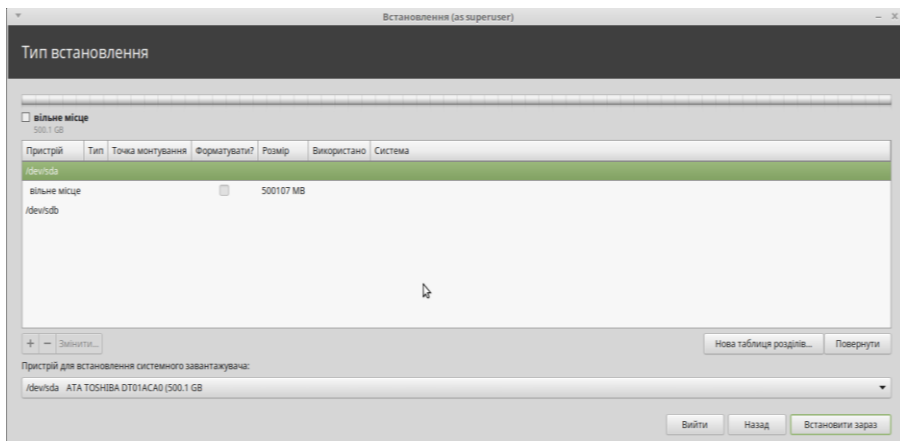 Встановлення (as superuser)
Тип встановлення
вільне місце
500.1 GB
Пристрій Тип Точка монтування Форматувати? Розмір Використано Система
/dev/sda
вільне місце 500107 MB
/dev/sdb
+ − Змінити...
Нова таблиця розділів... Повернути
Пристрій для встановлення системного завантажувача:
/dev/sda ATA TOSHIBA DT01ACA0 (500.1 GB
Вийти Назад Встановити зараз